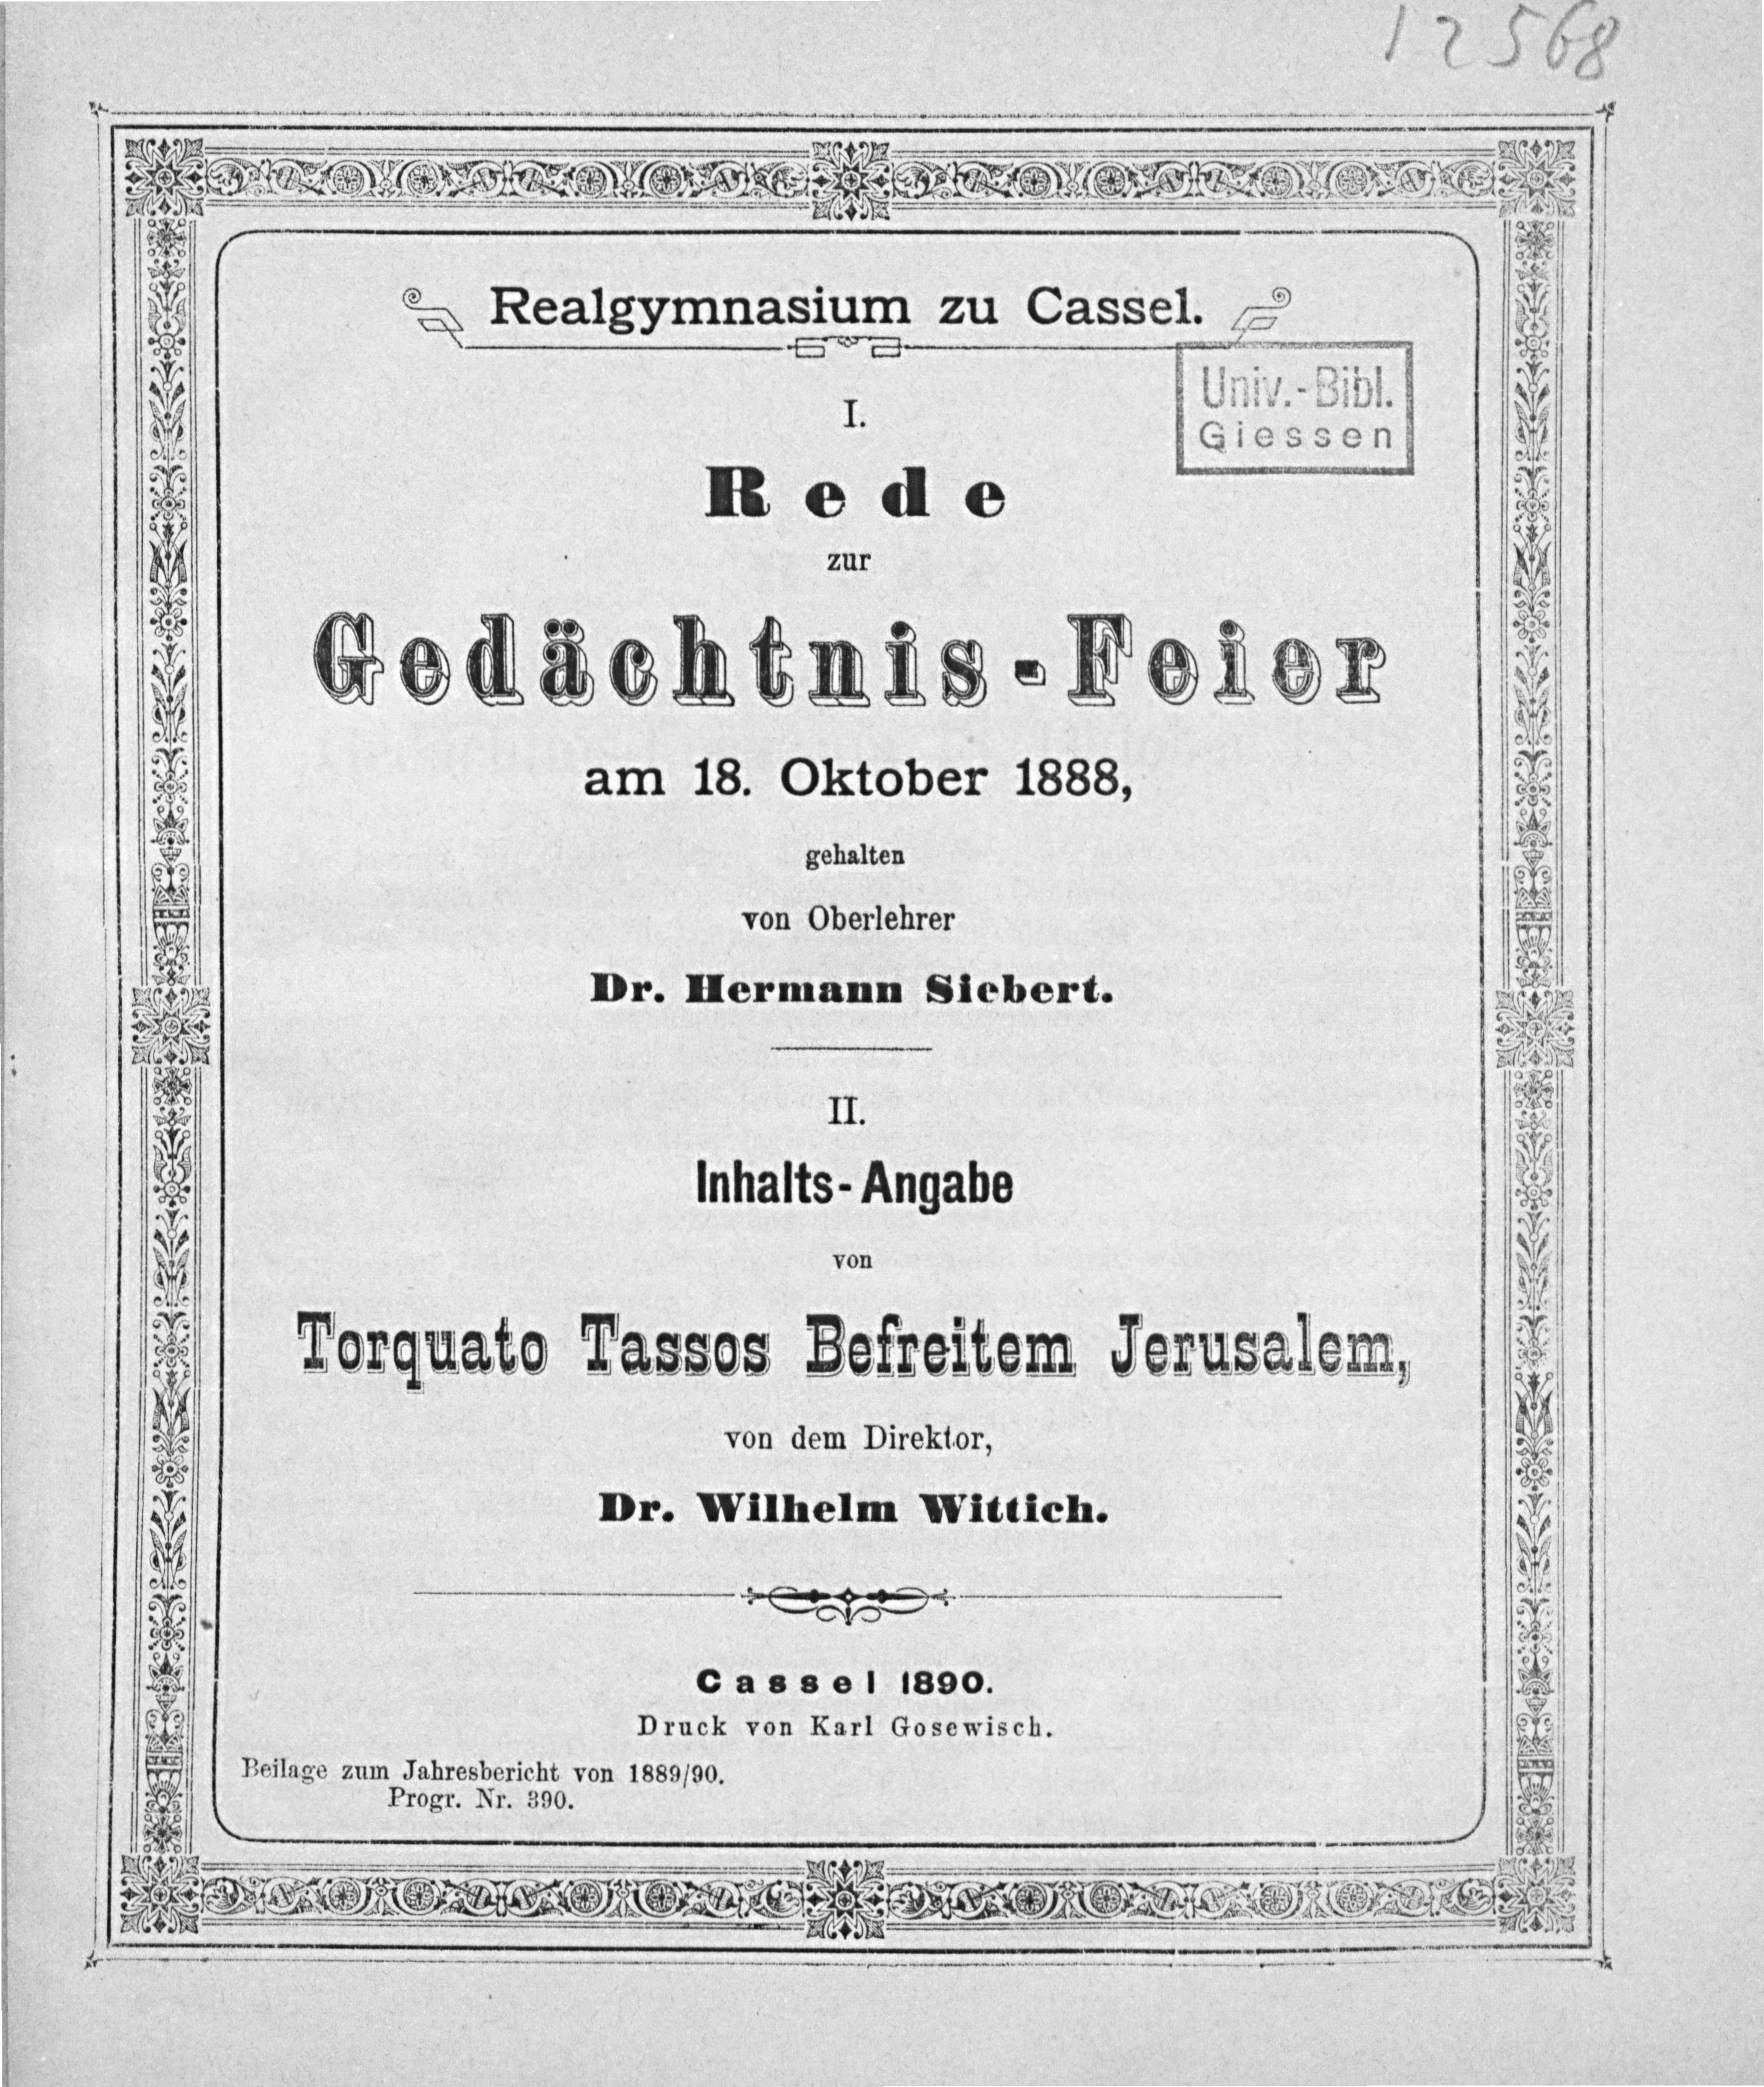 12568
Realgymnasium zu Cassel.
Univ.-Bibl.
Giessen
I.
Rede
zur
Gedächtnis-Feier
am 18. Oktober 1888,
gehalten
von Oberlehrer
Dr. Hermann Siebert.
II.
Inhalts-Angabe
von
Torquato Tassos Befreitem Jerusalem,
von dem Direktor,
Dr. Wilhelm Wittich.
Cassel 1890.
Druck von Karl Gosewisch.
Beilage zum Jahresbericht von 1889/90.
Progr. Nr. 390.